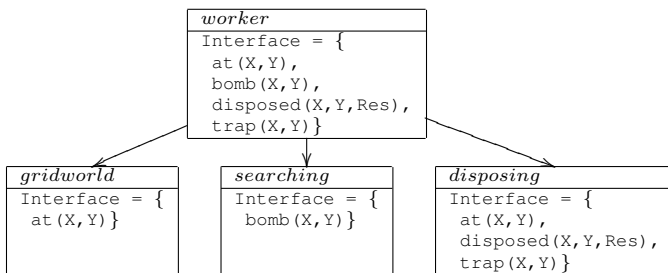 worker
Interface = {
at(X,Y),
bomb(X,Y),
disposed(X,Y,Res),
trap(X,Y)}
gridworld
Interface = {
at(X,Y)}
searching
Interface = {
bomb(X,Y)}
disposing
Interface = {
at(X,Y),
disposed(X,Y,Res),
trap(X,Y)}